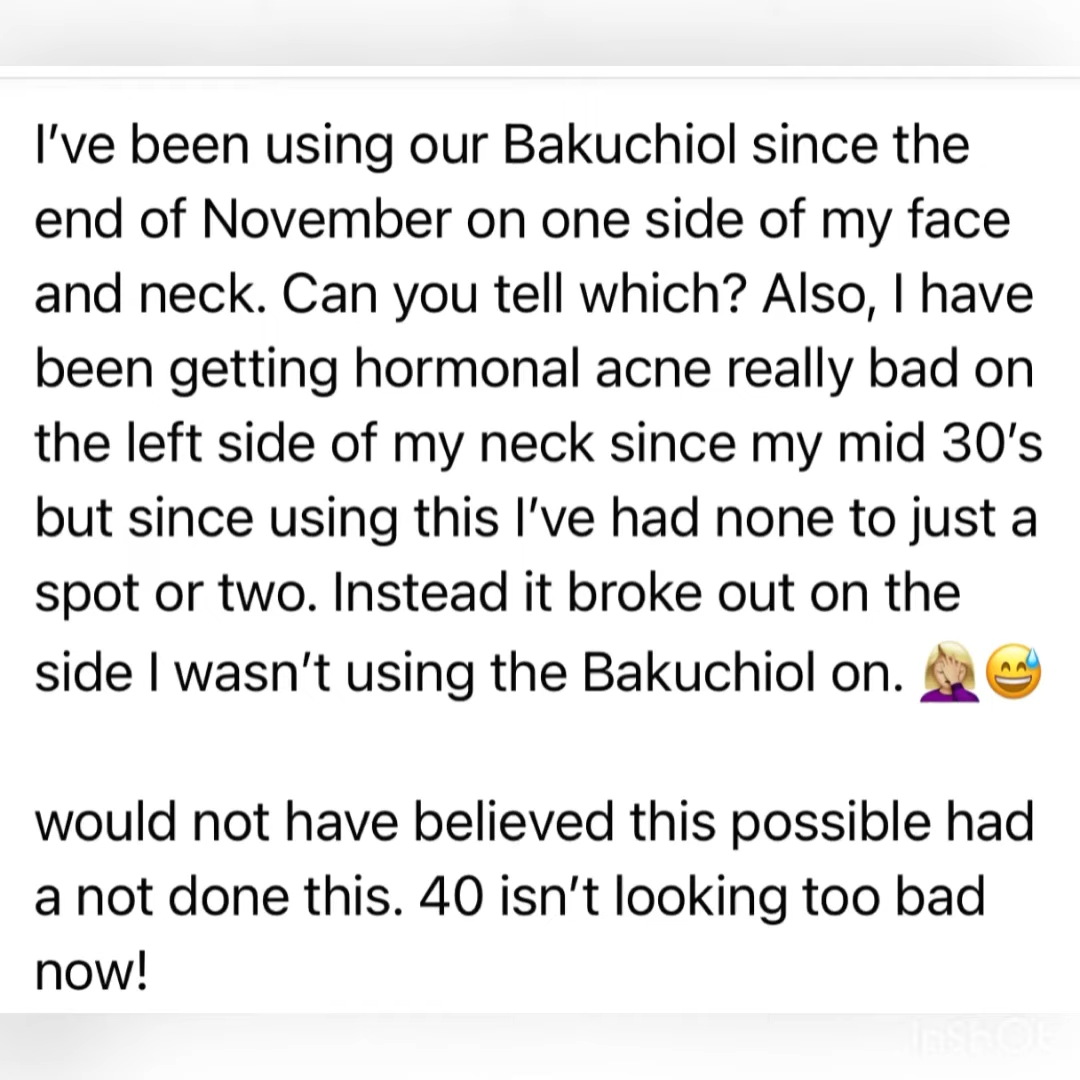 I've been using our Bakuchiol since the
end of November on one side of my face
and neck. Can you tell which? Also, I have
been getting hormonal acne really bad on
the left side of my neck since my mid 30's
but since using this I've had none to just a
spot or two. Instead it broke out on the
side I wasn't using the Bakuchiol on. 🤦🏼‍♀️😅
would not have believed this possible had
a not done this. 40 isn't looking too bad
now!
InShOt